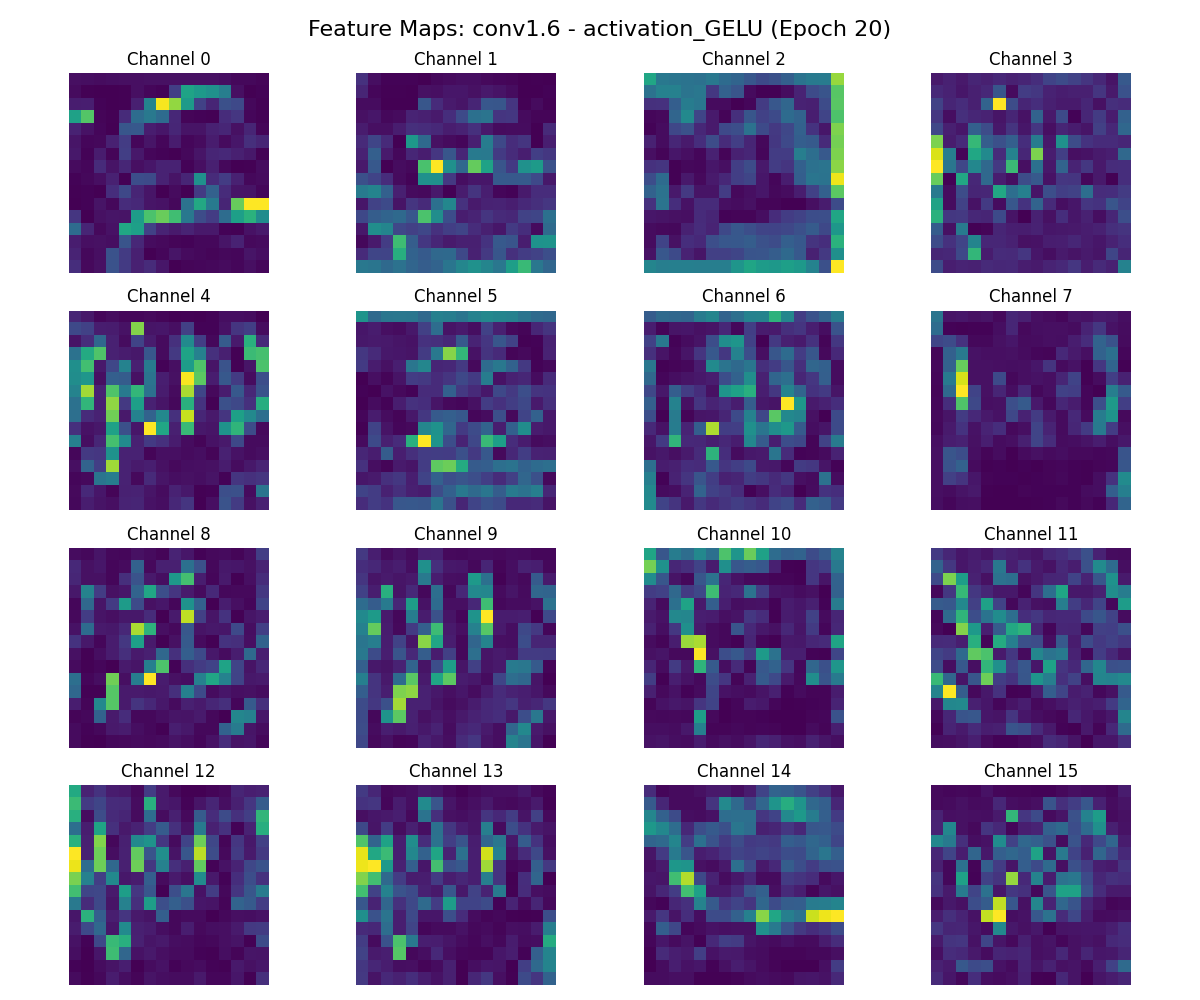 Feature Maps: conv1.6 - activation_GELU (Epoch 20)
Channel 0
Channel 1
Channel 2
Channel 3
Channel 4
Channel 5
Channel 6
Channel 7
Channel 8
Channel 9
Channel 10
Channel 11
Channel 12
Channel 13
Channel 14
Channel 15